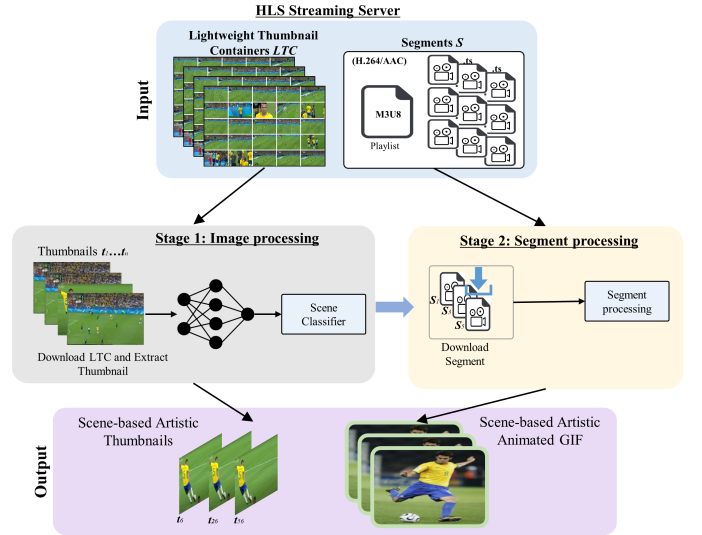 HLS Streaming Server
Input
Lightweight Thumbnail
Containers LTC
Segments S
(H.264/AAC)
.ts
.ts
M3U8
Playlist
Stage 1: Image processing
Thumbnails t₁…tₙ
Scene
Classifier
Download LTC and Extract
Thumbnail
Stage 2: Segment processing
S
S
S
Download
Segment
Segment
processing
Output
Scene-based Artistic
Thumbnails
t₆
t₂₆
t₅₆
Scene-based Artistic
Animated GIF